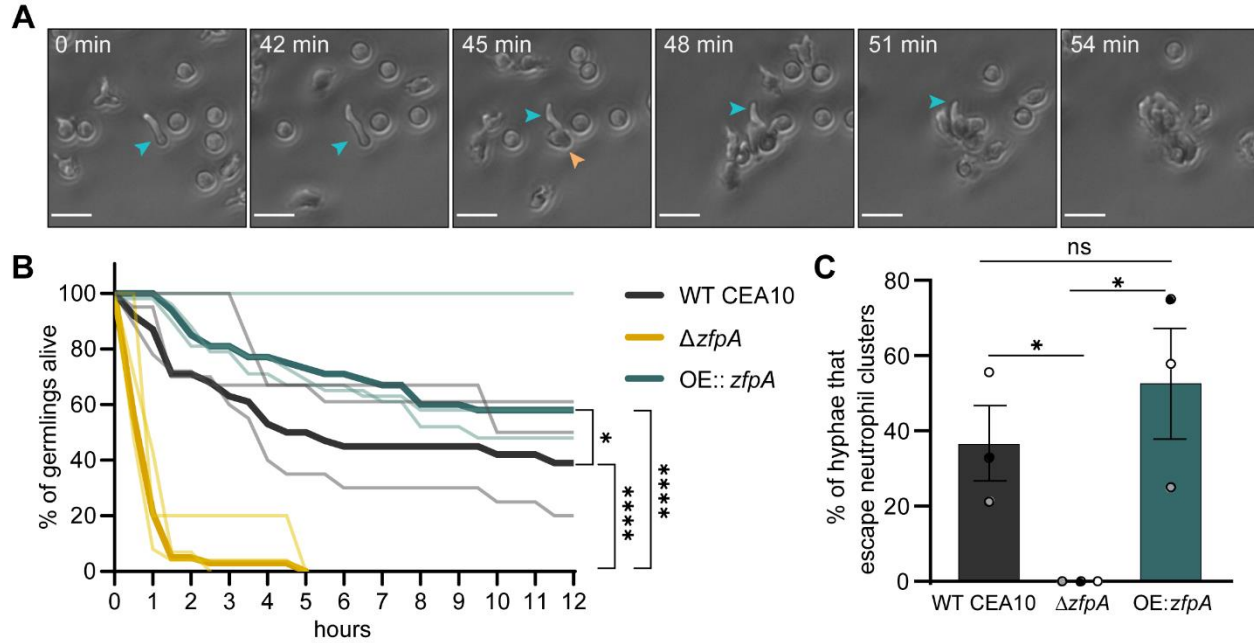 A
0 min
42 min
45 min
48 min
51 min
54 min
B
% of germlings alive
100
80
60
40
20
0
0 1 2 3 4 5 6 7 8 9 10 11 12
hours
WT CEA10
ΔzfpA
OE:: zfpA
*
****
****
C
% of hyphae that
escape neutrophil clusters
80
60
40
20
0
ns
*
*
WT CEA10 ΔzfpA OE:zfpA